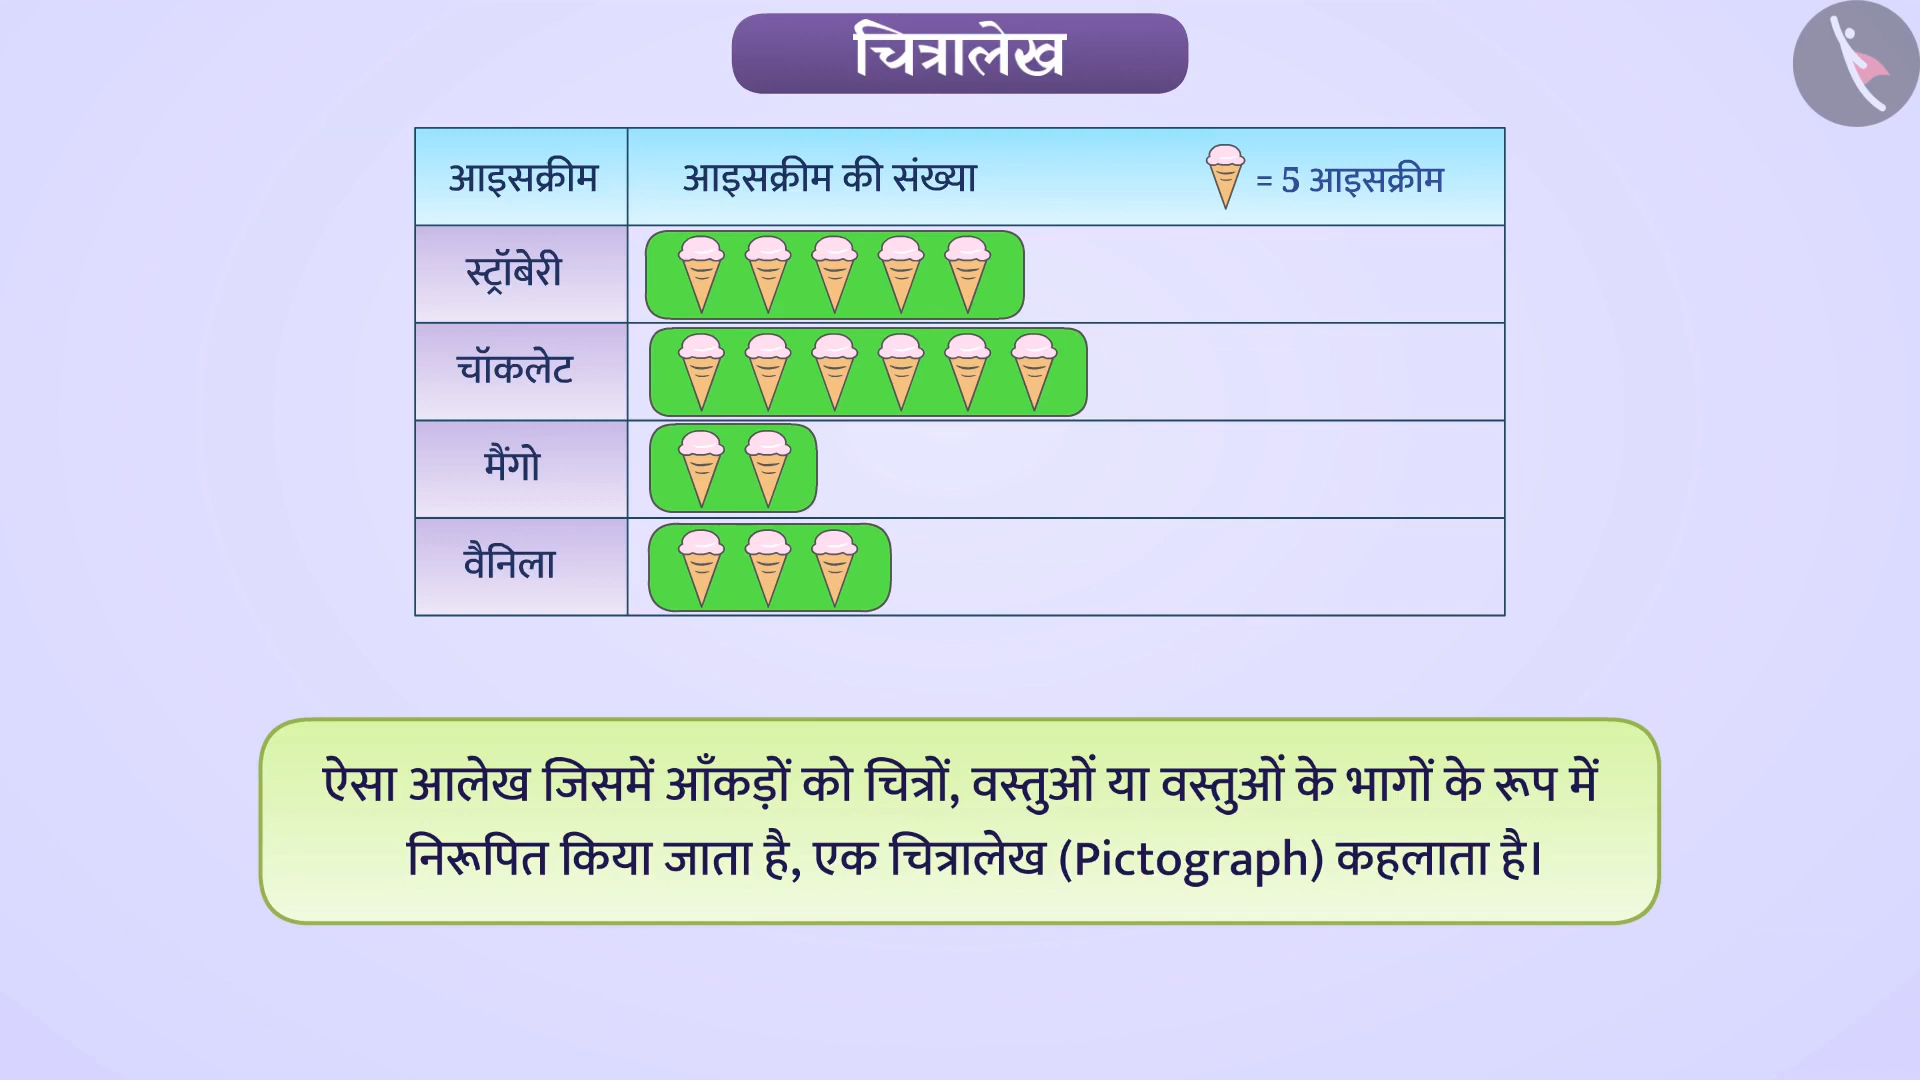 चित्रालेख
आइसक्रीम आइसक्रीम की संख्या = 5 आइसक्रीम
स्ट्रॉबेरी
चॉकलेट
मैंगो
वैनिला
ऐसा आलेख जिसमें आँकड़ों को चित्रों, वस्तुओं या वस्तुओं के भागों के रूप में
निरूपित किया जाता है, एक चित्रालेख (Pictograph) कहलाता है।